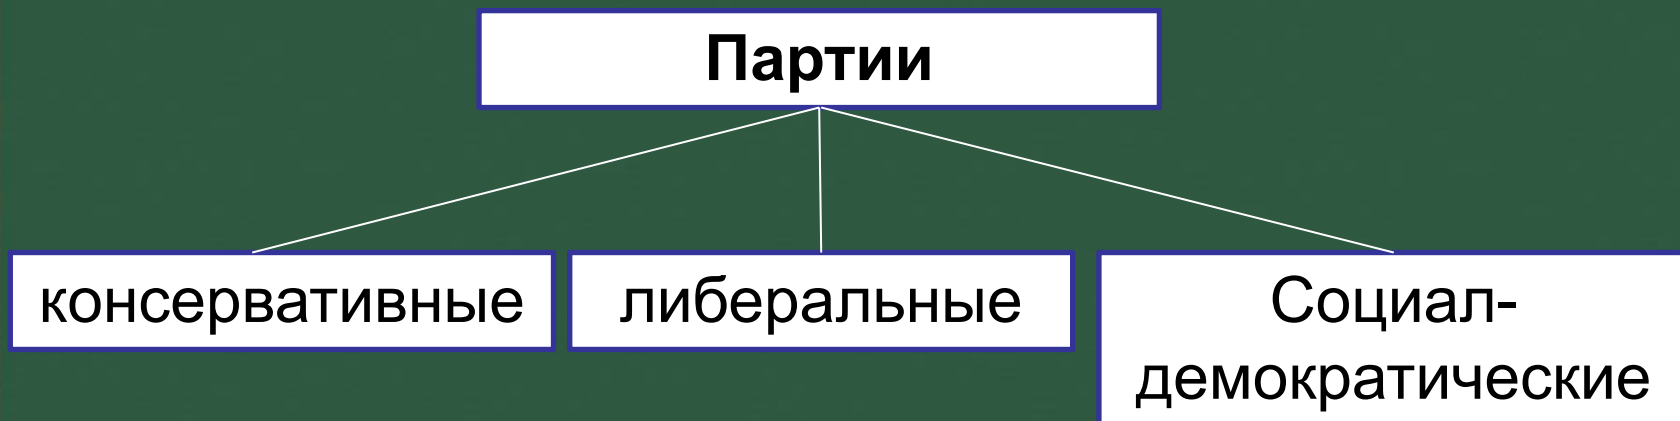 Партии
консервативные
либеральные
Социал-
демократические